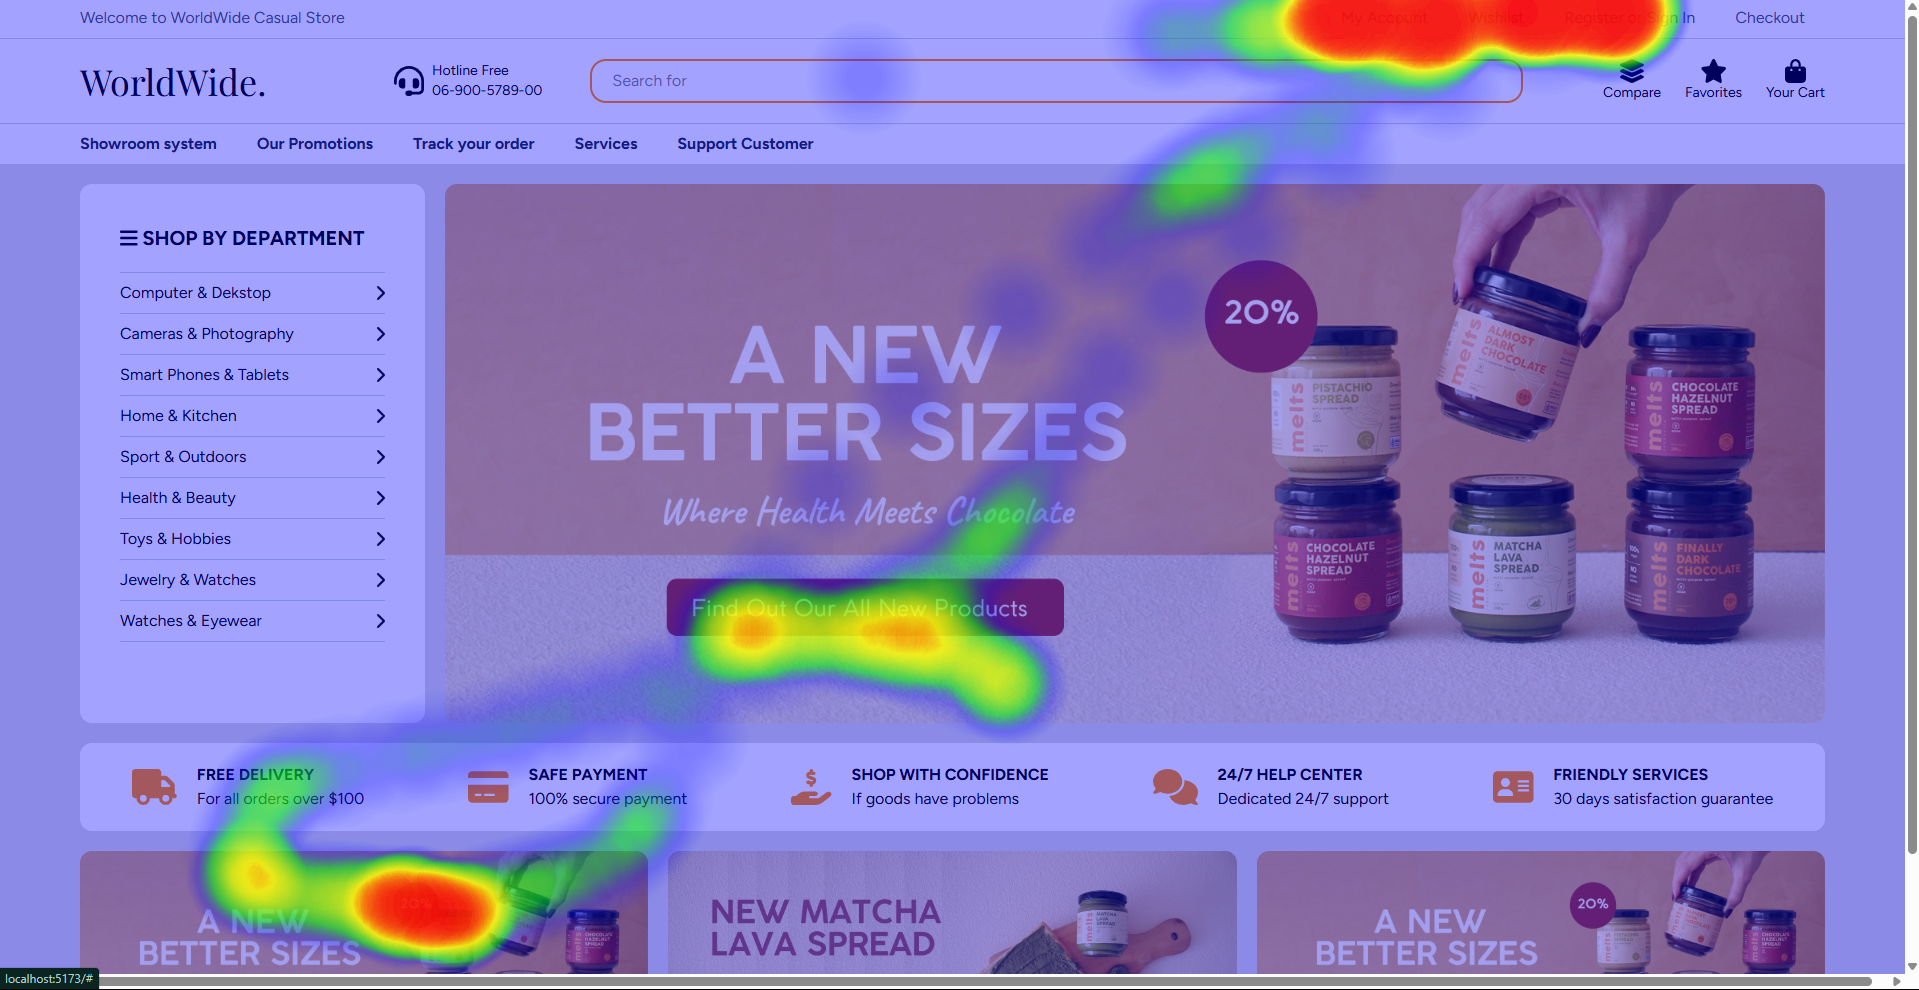 Welcome to WorldWide Casual Store
My Account Wishlist Register or Sign In Checkout
WorldWide.
Hotline Free
06-900-5789-00
Search for
Compare Favorites Your Cart
Showroom system Our Promotions Track your order Services Support Customer
SHOP BY DEPARTMENT
Computer & Dekstop
Cameras & Photography
Smart Phones & Tablets
Home & Kitchen
Sport & Outdoors
Health & Beauty
Toys & Hobbies
Jewelry & Watches
Watches & Eyewear
A NEW
BETTER SIZES
Where Health Meets Chocolate
Find Out Our All New Products
20%
melts PISTACHIO SPREAD
melts ALMOST DARK CHOCOLATE
melts CHOCOLATE HAZELNUT SPREAD
melts CHOCOLATE HAZELNUT SPREAD
melts MATCHA LAVA SPREAD
melts FINALLY DARK CHOCOLATE
FREE DELIVERY
For all orders over $100
SAFE PAYMENT
100% secure payment
SHOP WITH CONFIDENCE
If goods have problems
24/7 HELP CENTER
Dedicated 24/7 support
FRIENDLY SERVICES
30 days satisfaction guarantee
20%
A NEW
BETTER SIZES
NEW MATCHA
LAVA SPREAD
20%
A NEW
BETTER SIZES
localhost:5173/#